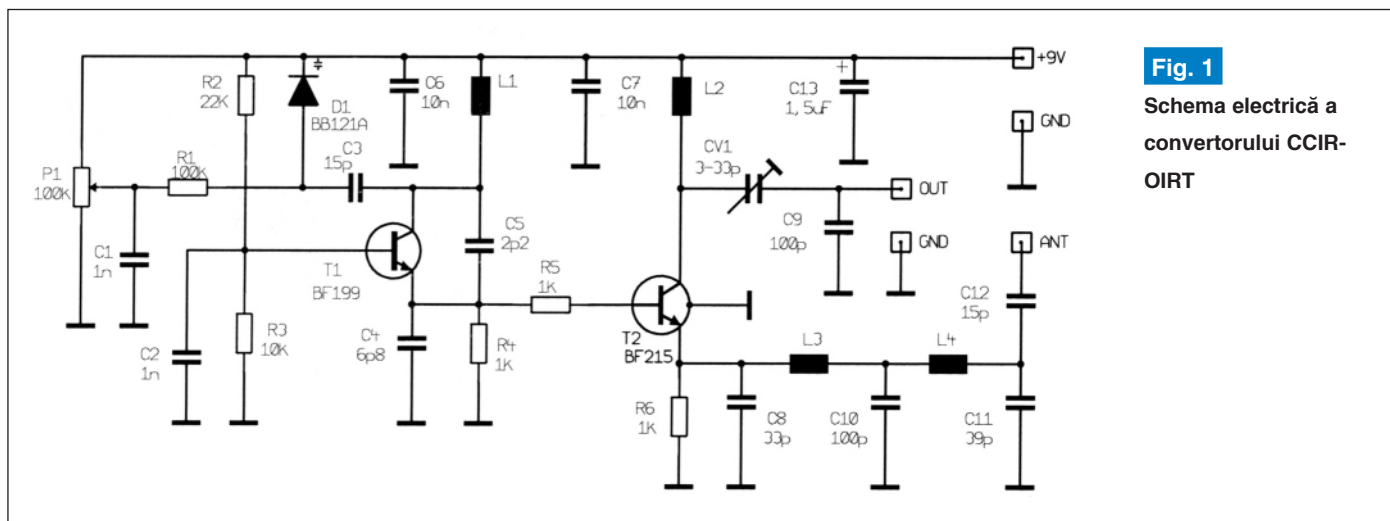 R2
22K
D1
BB121A
C6
10n
L1
C7
10n
L2
+
C13
1,5uF
+9V
GND
P1
100k
R1
100k
C3
15p
CV1
3-33p
OUT
C1
1n
T1
BF199
C5
2p2
R5
1K
C9
100p
GND
ANT
C2
1n
R3
10K
C4
6p8
R4
1K
T2
BF215
C12
15p
L3
L4
R6
1K
C8
33p
C10
100p
C11
39p
Fig. 1
Schema electrică a
convertorului CCIR-
OIRT